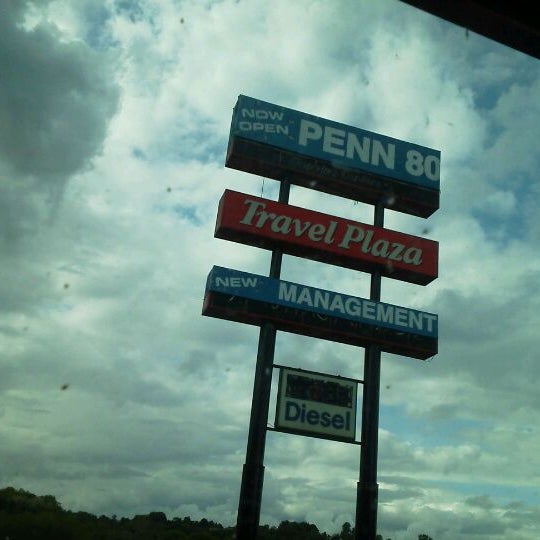 NOW
OPEN
PENN 80
Travel Plaza
NEW MANAGEMENT
Diesel